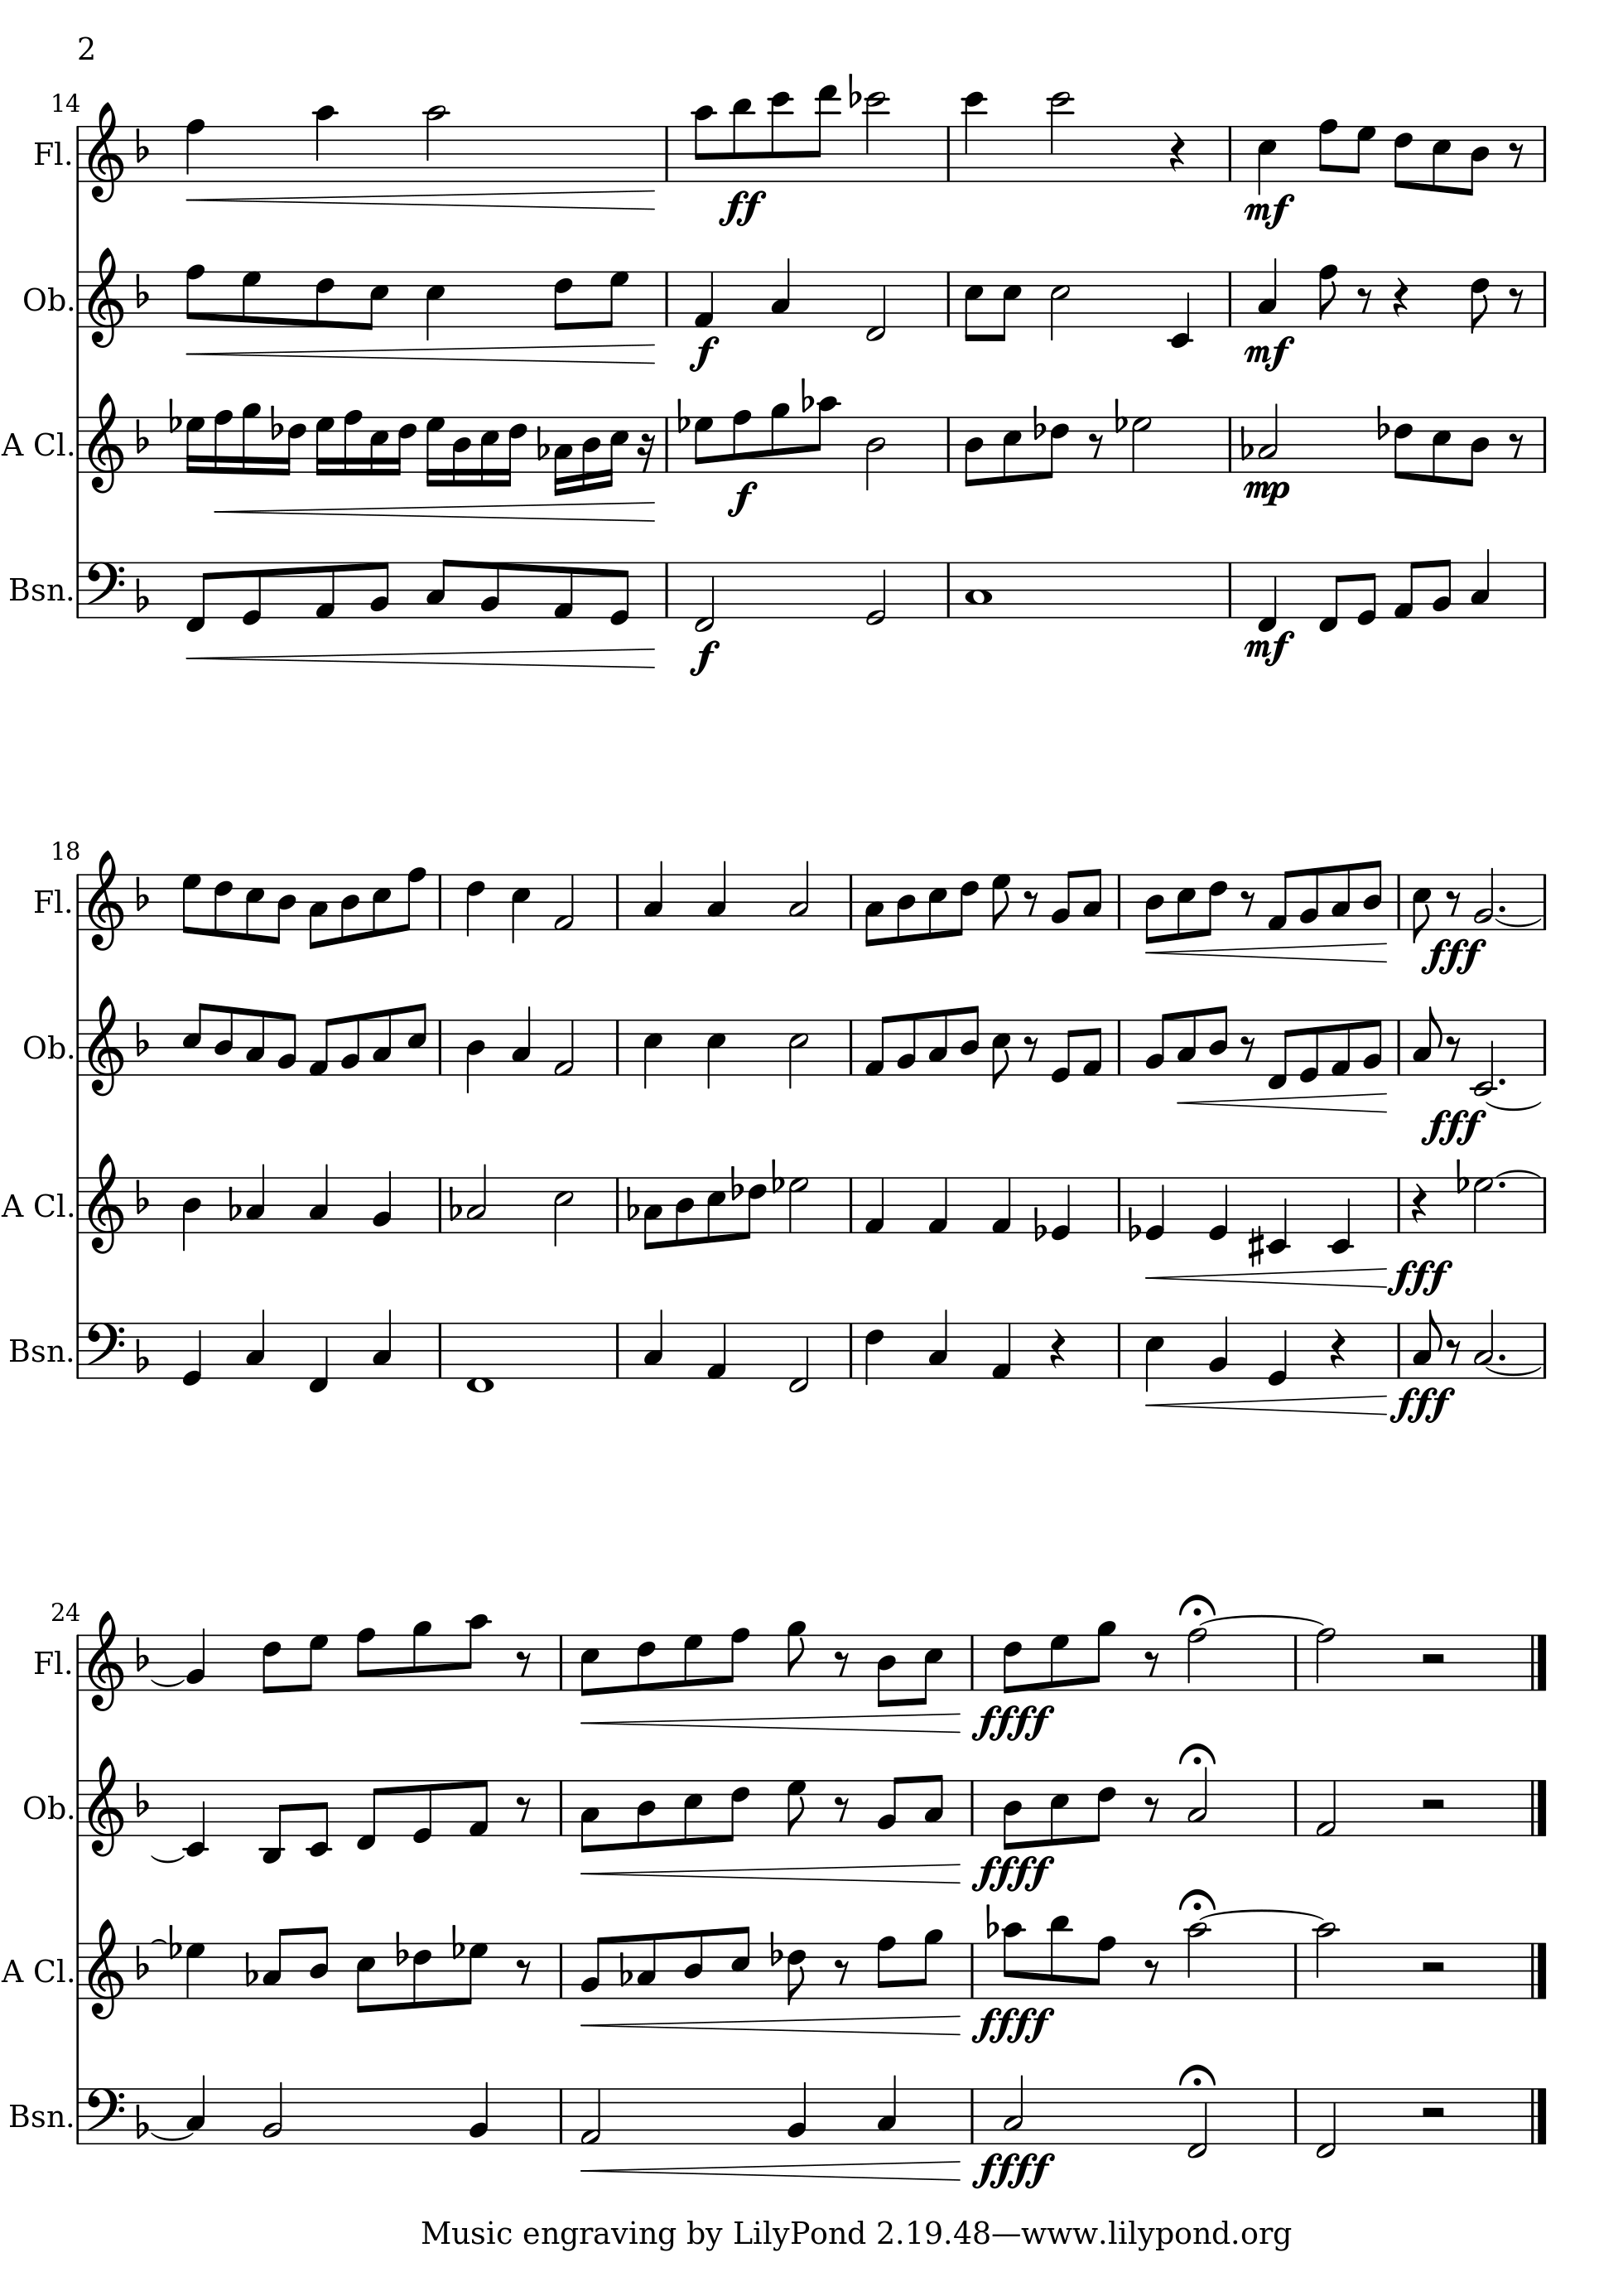 2
14
Fl.
ff mf
Ob.
f mf
A Cl.
f mp
Bsn.
f mf
18
Fl.
fff
Ob.
fff
A Cl.
fff
Bsn.
fff
24
Fl.
ffff
Ob.
ffff
A Cl.
ffff
Bsn.
ffff
Music engraving by LilyPond 2.19.48—www.lilypond.org